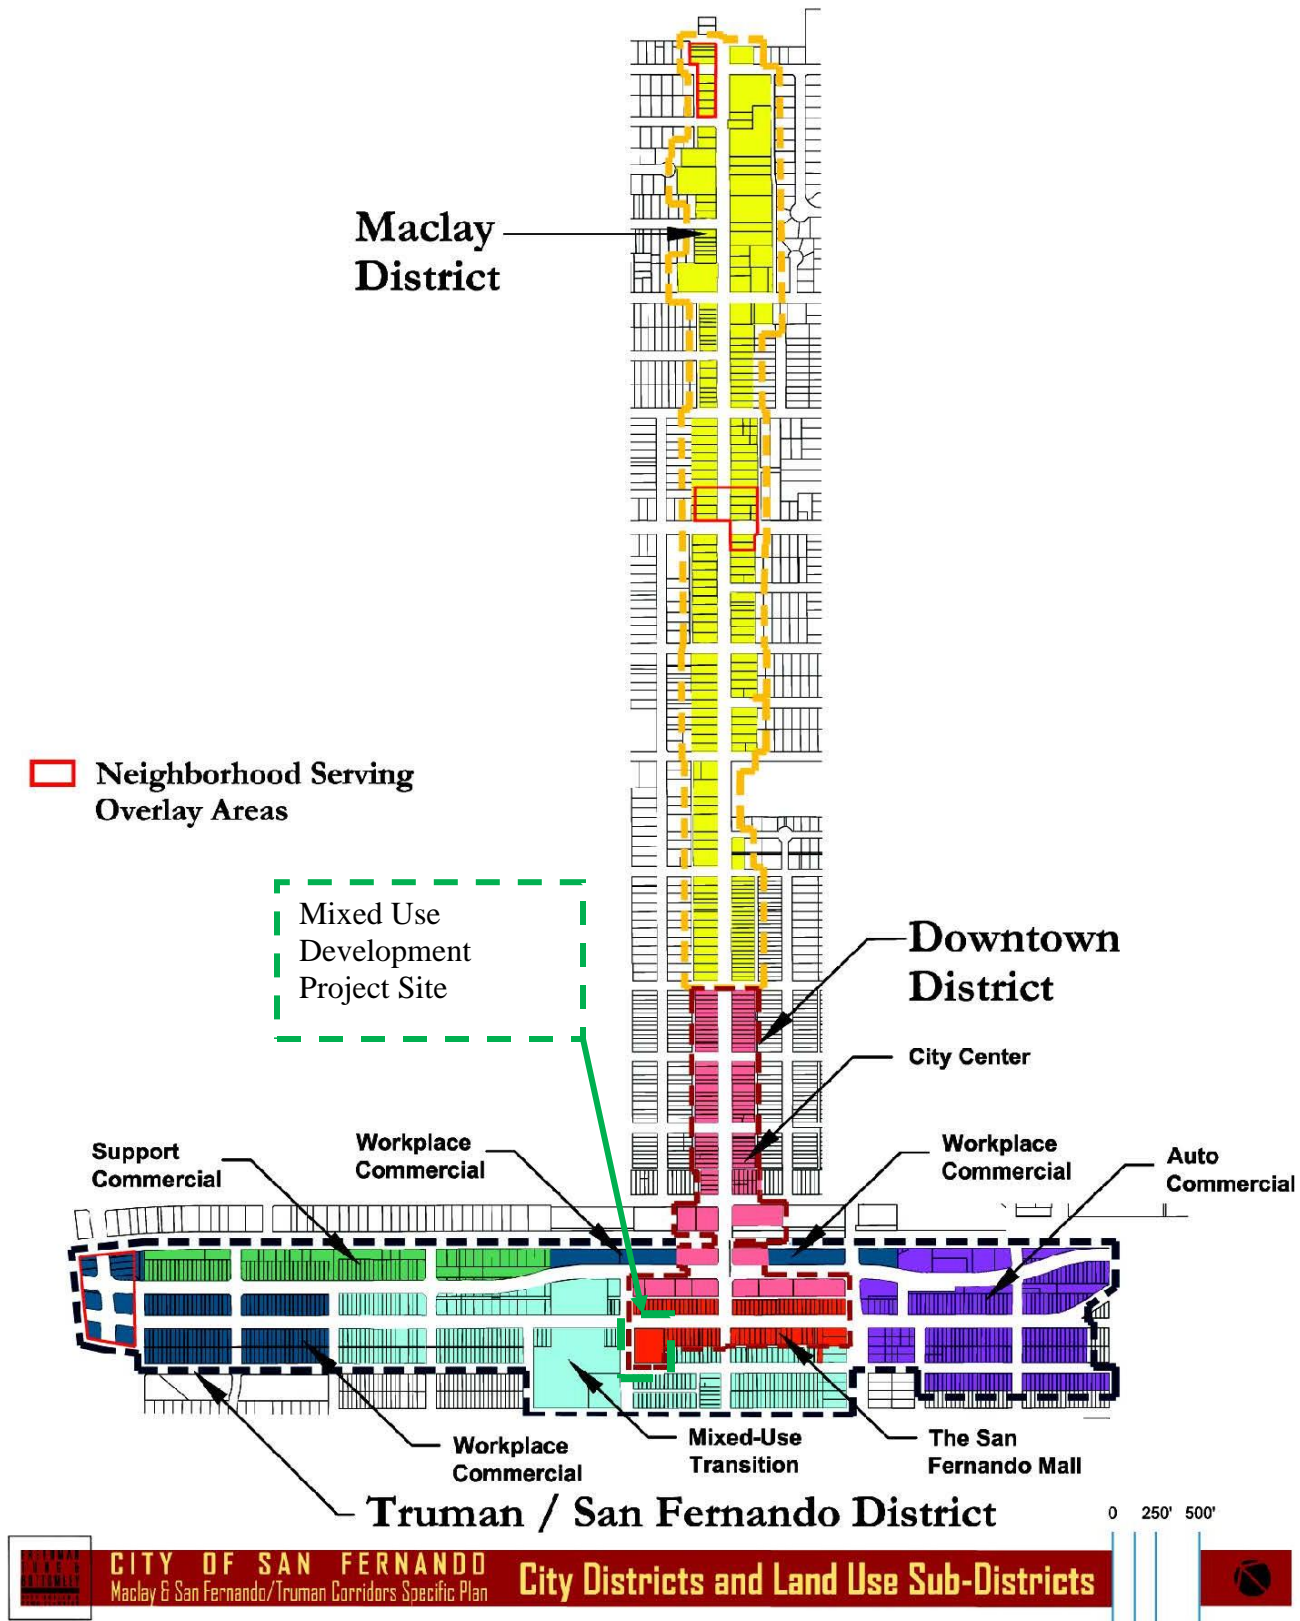 Maclay
District
Neighborhood Serving
Overlay Areas
Mixed Use
Development
Project Site
Downtown
District
City Center
Support
Commercial
Workplace
Commercial
Workplace
Commercial
Auto
Commercial
Workplace
Commercial
Mixed-Use
Transition
The San
Fernando Mall
Truman / San Fernando District
0 250' 500'
CITY OF SAN FERNANDO
Maclay & San Fernando/Truman Corridors Specific Plan
City Districts and Land Use Sub-Districts